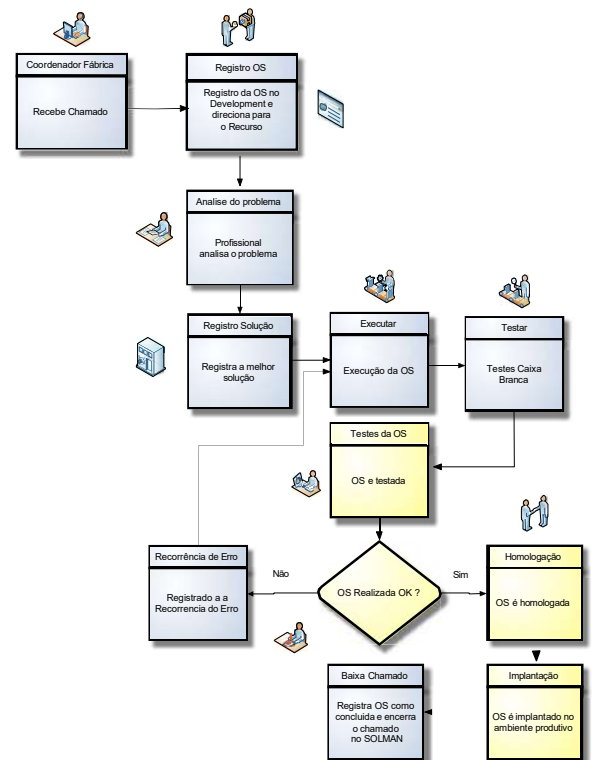 Coordenador Fábrica
Recebe Chamado
Registro OS
Registro da OS no
Development e
direciona para
o Recurso
Analise do problema
Profissional
analisa o problema
Registro Solução
Registra a melhor
solução
Executar
Execução da OS
Testar
Testes Caixa
Branca
Testes da OS
OS e testada
Recorrência de Erro
Registrado a a
Recorrencia do Erro
Não
OS Realizada OK ?
Sim
Homologação
OS é homologada
Baixa Chamado
Registra OS como
concluida e encerra
o chamado
no SOLMAN
Implantação
OS é implantado no
ambiente produtivo